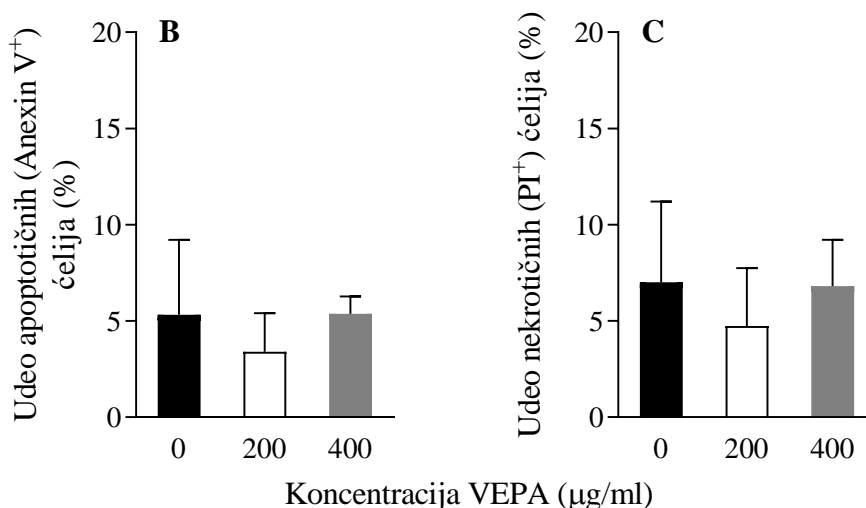 B
Udeo apoptotičnih (Anexin V⁺)
ćelija (%)
20
15
10
5
0
0 200 400
C
Udeo nekrotičnih (PI⁺) ćelija (%)
20
15
10
5
0
0 200 400
Koncentracija VEPA (μg/ml)